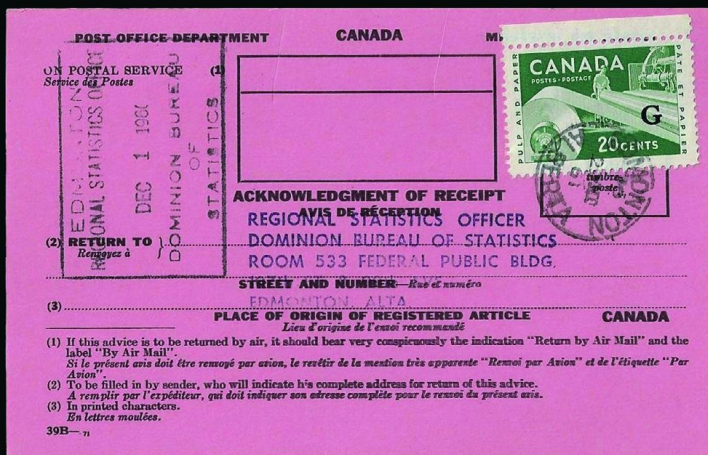 POST OFFICE DEPARTMENT CANADA
ON POSTAL SERVICE (1)
Service des Postes
EDMONTON
REGIONAL STATISTICS OFFICE
DEC 1 1960
DOMINION BUREAU
OF
STATISTICS
CANADA
POSTES - POSTAGE
PULP AND PAPER
PATE ET PAPIER
G
20 CENTS
EDMONTON
ALBERTA
timbre-
poste
ACKNOWLEDGMENT OF RECEIPT
AVIS DE RÉCEPTION
REGIONAL STATISTICS OFFICER
(2) RETURN TO } DOMINION BUREAU OF STATISTICS
Renvoyez à
ROOM 533 FEDERAL PUBLIC BLDG.
STREET AND NUMBER—Rue et numéro
(3) EDMONTON, ALTA.
PLACE OF ORIGIN OF REGISTERED ARTICLE CANADA
Lieu d'origine de l'envoi recommandé
(1) If this advice is to be returned by air, it should bear very conspicuously the indication "Return by Air Mail" and the
label "By Air Mail".
Si le présent avis doit être renvoyé par avion, le revêtir de la mention très apparente "Renvoi par Avion" et de l'étiquette "Par
Avion".
(2) To be filled in by sender, who will indicate his complete address for return of this advice.
A remplir par l'expéditeur, qui doit indiquer son adresse complète pour le renvoi du présent avis.
(3) In printed characters.
En lettres moulées.
39B—71